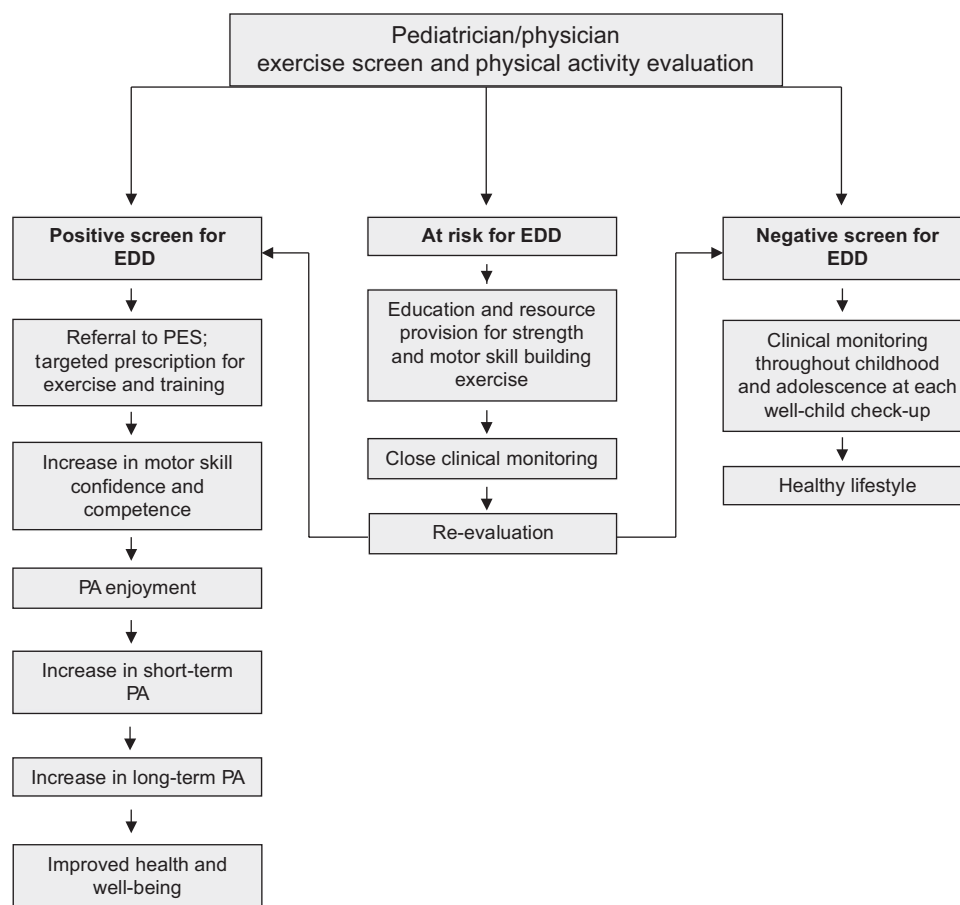 Pediatrician/physician
exercise screen and physical activity evaluation
Positive screen for
EDD
Referral to PES;
targeted prescription for
exercise and training
Increase in motor skill
confidence and
competence
PA enjoyment
Increase in short-term
PA
Increase in long-term PA
Improved health and
well-being
At risk for EDD
Education and resource
provision for strength
and motor skill building
exercise
Close clinical monitoring
Re-evaluation
Negative screen for
EDD
Clinical monitoring
throughout childhood
and adolescence at each
well-child check-up
Healthy lifestyle